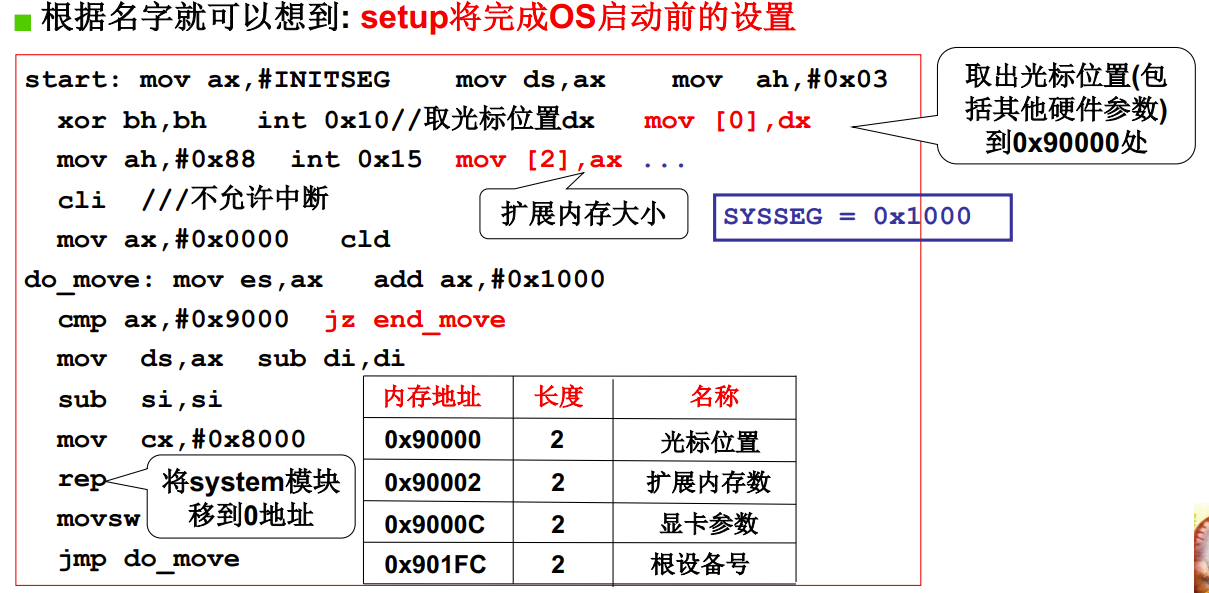 根据名字就可以想到: setup将完成OS启动前的设置
start: mov ax,#INITSEG mov ds,ax mov ah,#0x03
xor bh,bh int 0x10//取光标位置dx mov [0],dx
mov ah,#0x88 int 0x15 mov [2],ax ...
cli ///不允许中断
mov ax,#0x0000 cld
do_move: mov es,ax add ax,#0x1000
cmp ax,#0x9000 jz end_move
mov ds,ax sub di,di
sub si,si
mov cx,#0x8000
rep
movsw
jmp do_move
取出光标位置(包
括其他硬件参数)
到0x90000处
扩展内存大小
SYSSEG = 0x1000
将system模块
移到0地址
内存地址 长度 名称
0x90000 2 光标位置
0x90002 2 扩展内存数
0x9000C 2 显卡参数
0x901FC 2 根设备号